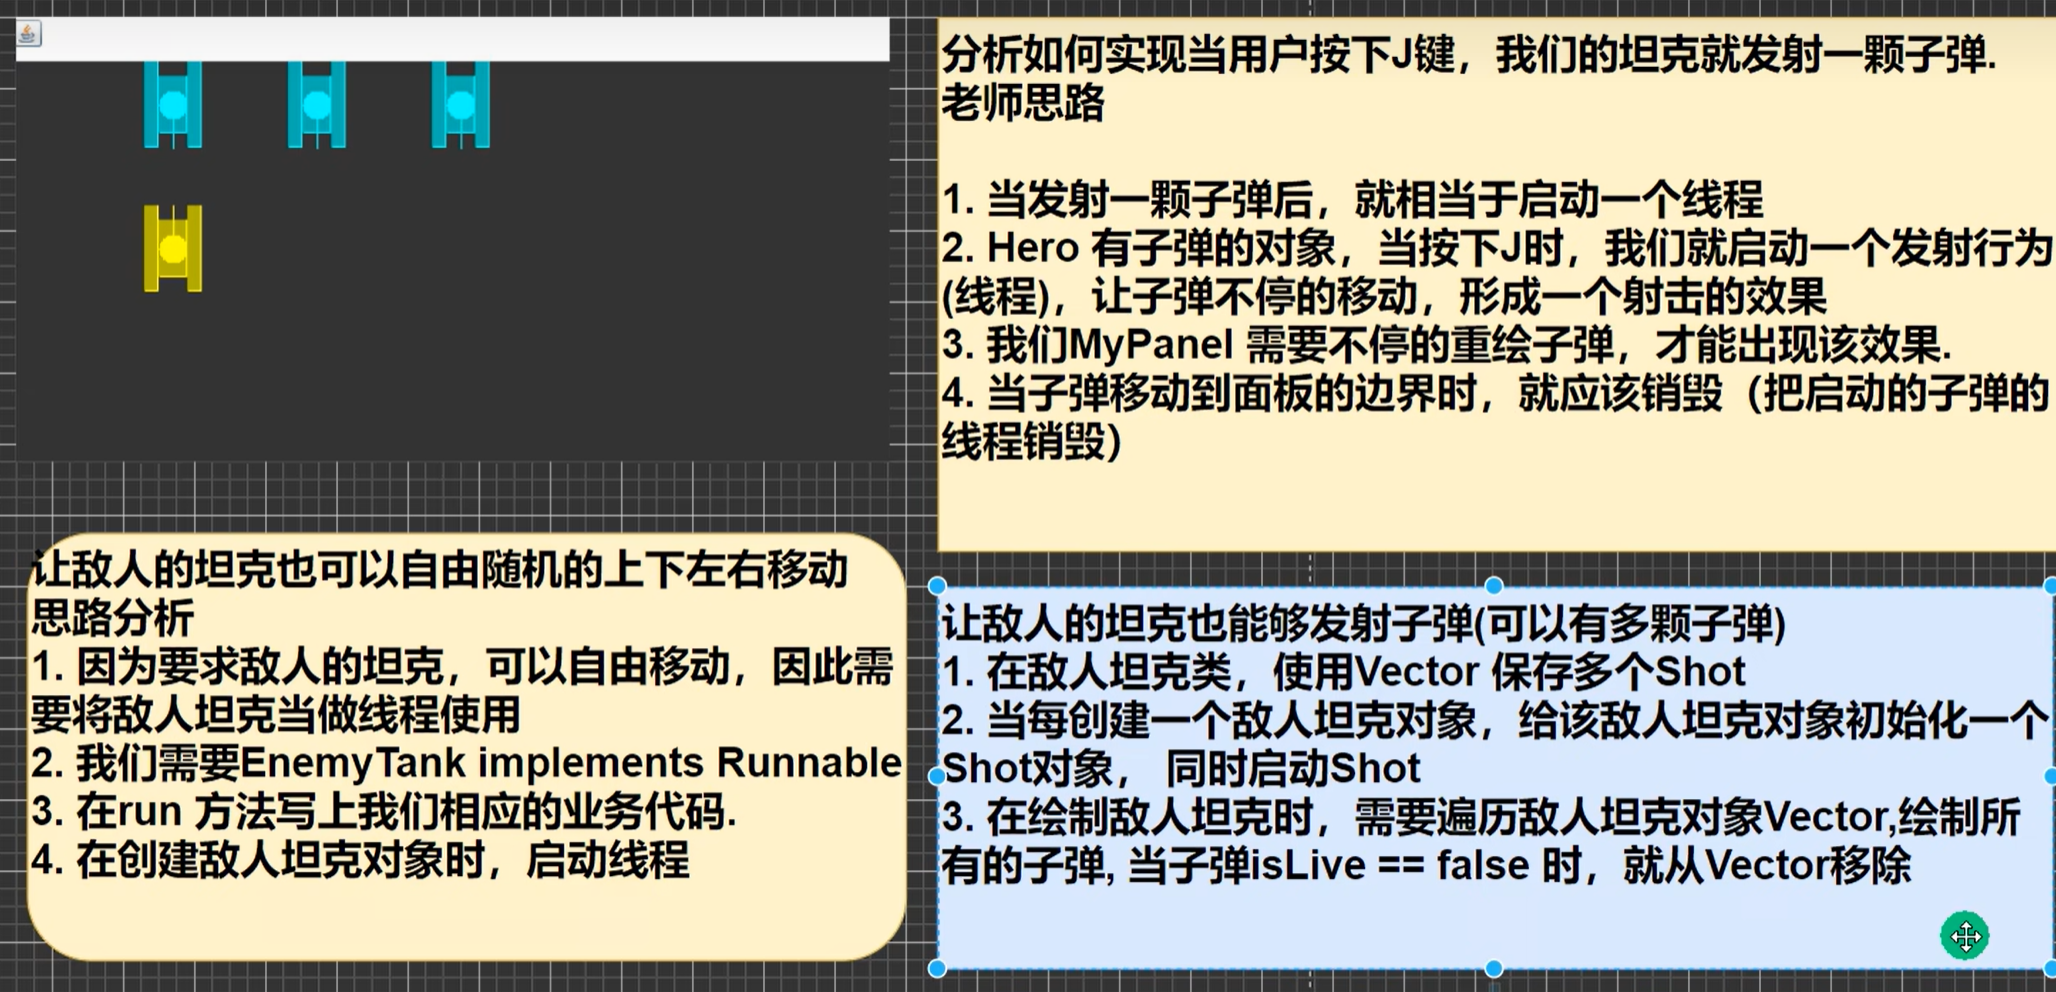 分析如何实现当用户按下J键，我们的坦克就发射一颗子弹.
老师思路
1. 当发射一颗子弹后，就相当于启动一个线程
2. Hero 有子弹的对象，当按下J时，我们就启动一个发射行为
(线程)，让子弹不停的移动，形成一个射击的效果
3. 我们MyPanel 需要不停的重绘子弹，才能出现该效果.
4. 当子弹移动到面板的边界时，就应该销毁（把启动的子弹的
线程销毁）
让敌人的坦克也可以自由随机的上下左右移动
思路分析
1. 因为要求敌人的坦克，可以自由移动，因此需
要将敌人坦克当做线程使用
2. 我们需要EnemyTank implements Runnable
3. 在run 方法写上我们相应的业务代码.
4. 在创建敌人坦克对象时，启动线程
让敌人的坦克也能够发射子弹(可以有多颗子弹)
1. 在敌人坦克类，使用Vector 保存多个Shot
2. 当每创建一个敌人坦克对象，给该敌人坦克对象初始化一个
Shot对象， 同时启动Shot
3. 在绘制敌人坦克时，需要遍历敌人坦克对象Vector,绘制所
有的子弹, 当子弹isLive == false 时，就从Vector移除